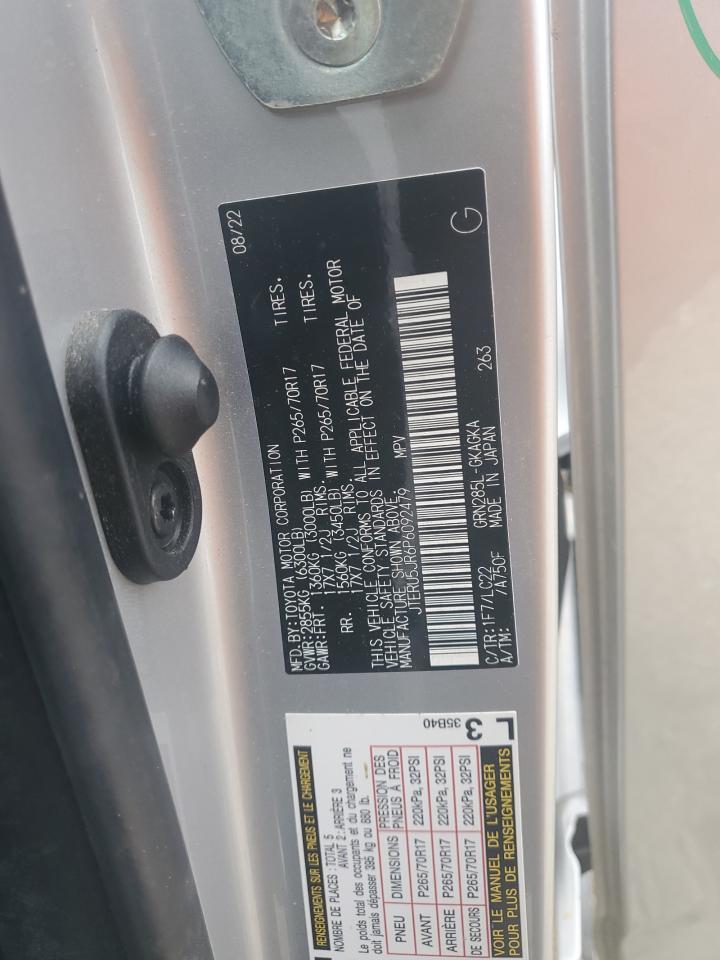 MFD.BY:TOYOTA MOTOR CORPORATION 08/22
GVWR:2855KG (6300LB)
GAWR:FRT. 1360KG (3000LB) WITH P265/70R17 TIRES.
17X7 1/2J RIMS.
RR. 1560KG (3450LB) WITH P265/70R17 TIRES.
17X7 1/2J RIMS.
THIS VEHICLE CONFORMS TO ALL APPLICABLE FEDERAL MOTOR
VEHICLE SAFETY STANDARDS IN EFFECT ON THE DATE OF
MANUFACTURE SHOWN ABOVE.
JTERU5JR6P6092479 MPV
C/TR:1F7/LC22 GRN285L-GKAGKA 263
A/TM: /A750F MADE IN JAPAN
G
RENSEIGNEMENTS SUR LES PNEUS ET LE CHARGEMENT
NOMBRE DE PLACES : TOTAL 5
AVANT 2 : ARRIÈRE 3
Le poids total des occupants et du chargement ne
doit jamais dépasser 395 kg ou 880 lb.
PNEU DIMENSIONS PRESSION DES PNEUS À FROID
AVANT P265/70R17 220kPa, 32PSI
ARRIÈRE P265/70R17 220kPa, 32PSI
DE SECOURS P265/70R17 220kPa, 32PSI
VOIR LE MANUEL DE L'USAGER
POUR PLUS DE RENSEIGNEMENTS
3
35B40